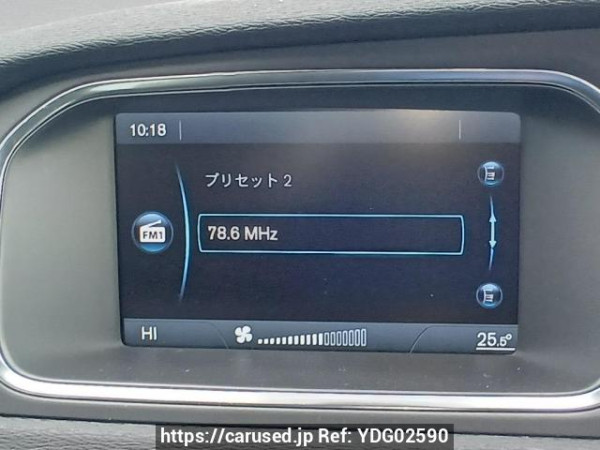 10:18
プリセット 2
FM1
78.6 MHz
HI
25.5°
https://carused.jp Ref: YDG02590